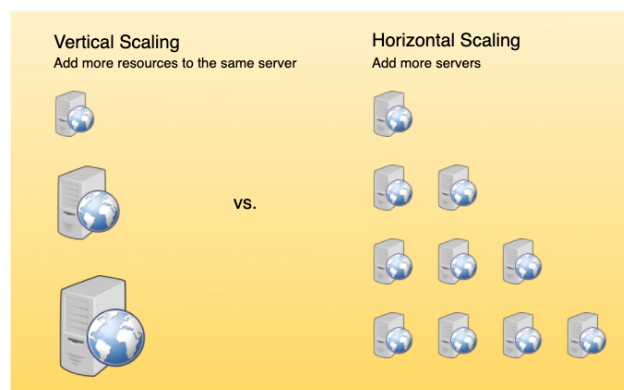 Vertical Scaling
Add more resources to the same server
vs.
Horizontal Scaling
Add more servers